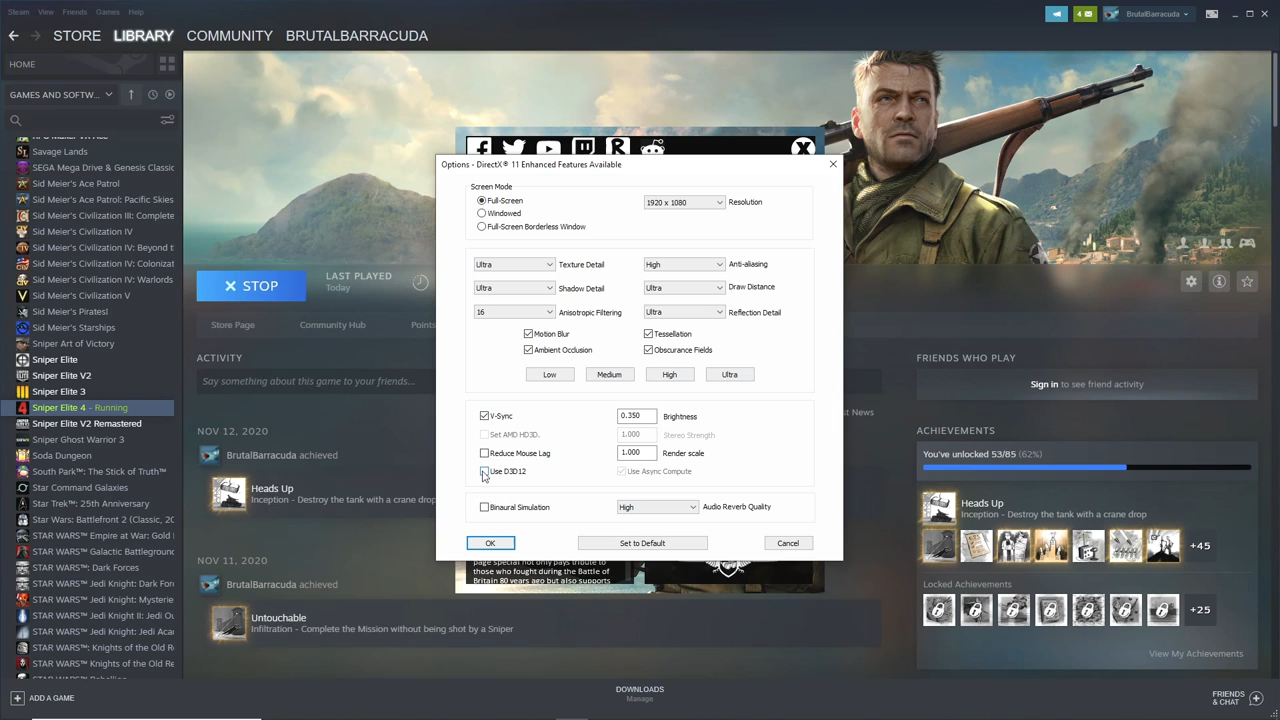 Steam View Friends Games Help
4
BrutalBarracuda
STORE LIBRARY COMMUNITY BRUTALBARRACUDA
HOME
GAMES AND SOFTW...
Savage Lands
SEGA Mega Drive & Genesis Classics
Sid Meier's Ace Patrol
Sid Meier's Ace Patrol: Pacific Skies
Sid Meier's Civilization III: Complete
Sid Meier's Civilization IV
Sid Meier's Civilization IV: Beyond t
Sid Meier's Civilization IV: Colonizat
Sid Meier's Civilization IV: Warlords
Sid Meier's Civilization V
Sid Meier's Pirates!
Sid Meier's Starships
Sniper Art of Victory
Sniper Elite
Sniper Elite V2
Sniper Elite 3
Sniper Elite 4 - Running
Sniper Elite V2 Remastered
Sniper Ghost Warrior 3
Soda Dungeon
South Park™: The Stick of Truth™
Star Command Galaxies
Star Trek™: 25th Anniversary
Star Wars: Battlefront 2 (Classic, 20
STAR WARS™ Empire at War: Gold
STAR WARS™ Galactic Battleground
STAR WARS™: Dark Forces
STAR WARS™ Jedi Knight: Dark For
STAR WARS™ Jedi Knight: Mysterie
STAR WARS™ Jedi Knight II: Jedi Ou
STAR WARS™ Jedi Knight: Jedi Aca
STAR WARS™: Knights of the Old R
STAR WARS™ Knights of the Old Re
STAR WARS™ Rebellion
ADD A GAME
STOP
LAST PLAYED
Today
Store Page Community Hub Points
ACTIVITY
Say something about this game to your friends...
News
NOV 12, 2020
BrutalBarracuda achieved
Heads Up
Inception - Destroy the tank with a crane drop
NOV 11, 2020
BrutalBarracuda achieved
Untouchable
Infiltration - Complete the Mission without being shot by a Sniper
Options - DirectX® 11 Enhanced Features Available
Screen Mode
Full-Screen
Windowed
Full-Screen Borderless Window
1920 x 1080 Resolution
Ultra Texture Detail High Anti-aliasing
Ultra Shadow Detail Ultra Draw Distance
16 Anisotropic Filtering Ultra Reflection Detail
Motion Blur Tessellation
Ambient Occlusion Obscurance Fields
Low Medium High Ultra
V-Sync 0.350 Brightness
Set AMD HD3D. 1.000 Stereo Strength
Reduce Mouse Lag 1.000 Render scale
Use D3D12 Use Async Compute
Binaural Simulation High Audio Reverb Quality
OK Set to Default Cancel
page special not only pays tribute to
those who fought during the Battle of
Britain 80 years ago but also supports
FRIENDS WHO PLAY
Sign in to see friend activity
ACHIEVEMENTS
You've unlocked 53/85 (62%)
Heads Up
Inception - Destroy the tank with a crane drop
+45
Locked Achievements
+25
View My Achievements
DOWNLOADS
Manage
FRIENDS
& CHAT